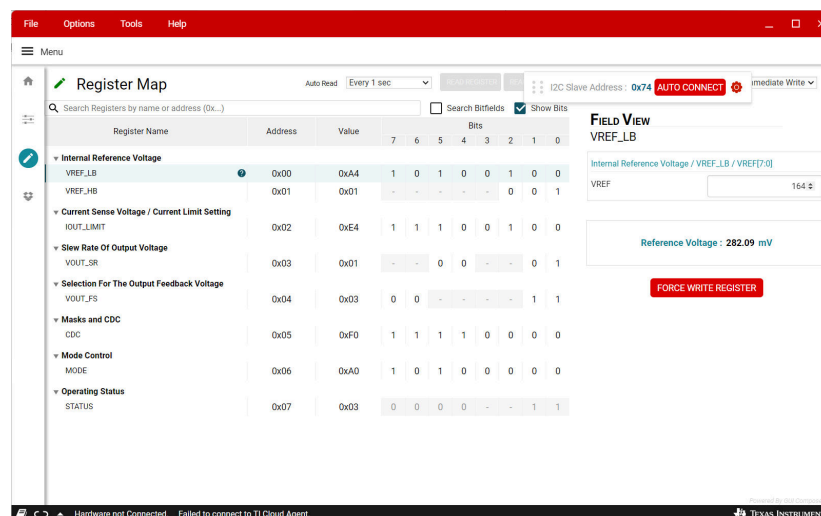 File Options Tools Help
Menu
Register Map
Auto Read Every 1 sec READ REGISTER
I2C Slave Address : 0x74 AUTO CONNECT
mediate Write
Search Registers by name or address (0x...) Search Bitfields Show Bits
Register Name Address Value Bits
7 6 5 4 3 2 1 0
Internal Reference Voltage
VREF_LB 0x00 0xA4 1 0 1 0 0 1 0 0
VREF_HB 0x01 0x01 - - - - - 0 0 1
Current Sense Voltage / Current Limit Setting
IOUT_LIMIT 0x02 0xE4 1 1 1 0 0 1 0 0
Slew Rate Of Output Voltage
VOUT_SR 0x03 0x01 - - 0 0 - - 0 1
Selection For The Output Feedback Voltage
VOUT_FS 0x04 0x03 0 0 - - - - 1 1
Masks and CDC
CDC 0x05 0xF0 1 1 1 1 0 0 0 0
Mode Control
MODE 0x06 0xA0 1 0 1 0 0 0 0 0
Operating Status
STATUS 0x07 0x03 0 0 0 0 - - 1 1
FIELD VIEW
VREF_LB
Internal Reference Voltage / VREF_LB / VREF[7:0]
VREF 164
Reference Voltage : 282.09 mV
FORCE WRITE REGISTER
Powered By GUI Compose
Hardware not Connected Failed to connect to TI Cloud Agent
TEXAS INSTRUMEN